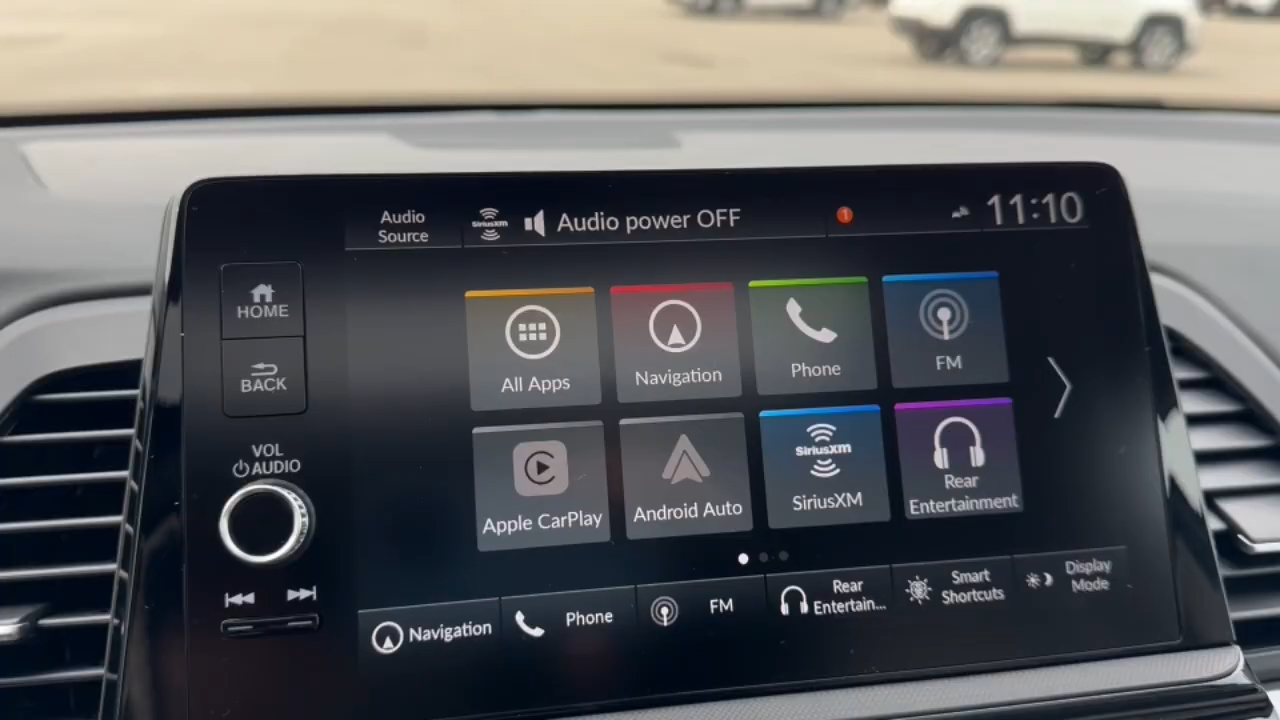 Audio
Source
SiriusXM
Audio power OFF
1
11:10
HOME
BACK
VOL
AUDIO
All Apps
Navigation
Phone
FM
Apple CarPlay
Android Auto
SiriusXM
SiriusXM
Rear
Entertainment
Navigation
Phone
FM
Rear
Entertain...
Smart
Shortcuts
Display
Mode